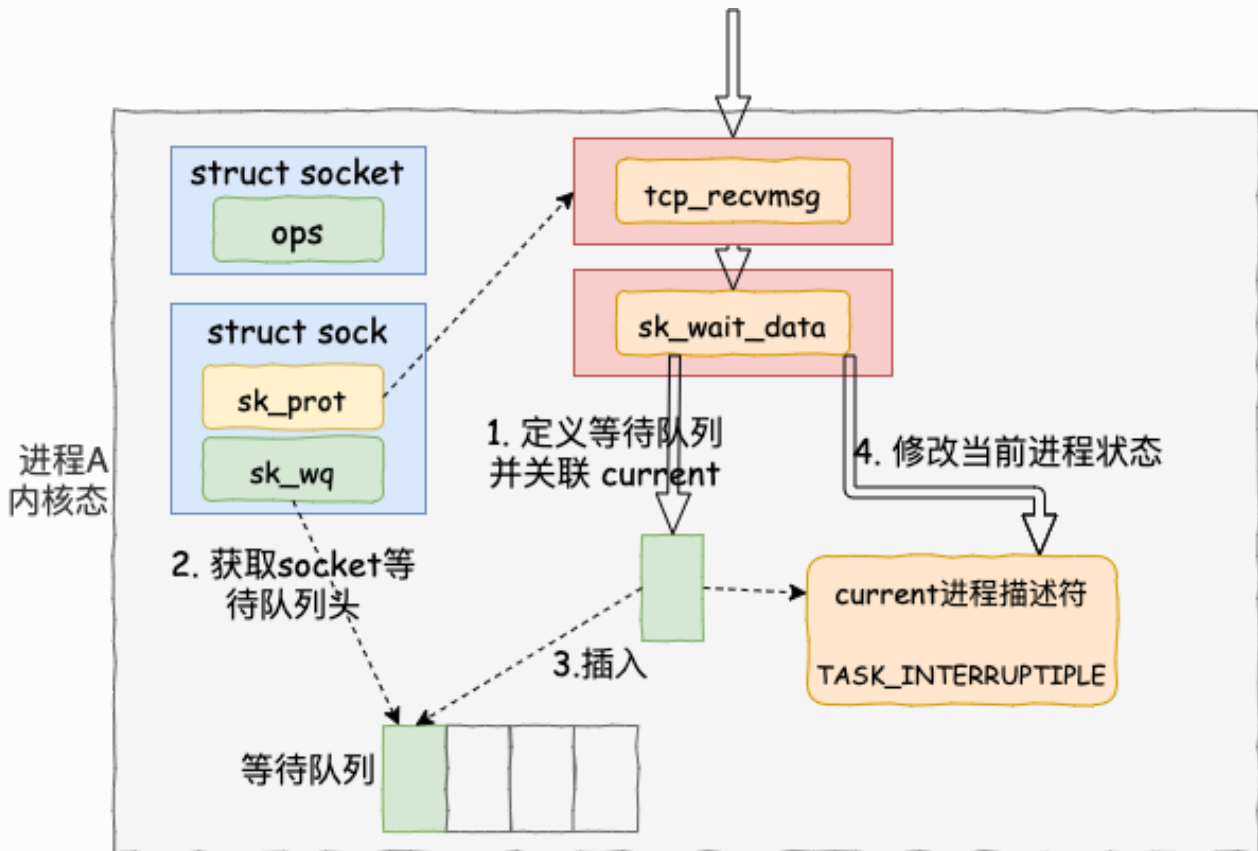 struct socket
ops
tcp_recvmsg
struct sock
sk_prot
sk_wq
sk_wait_data
进程A
内核态
1. 定义等待队列
并关联 current
4. 修改当前进程状态
2. 获取socket等
待队列头
current进程描述符
TASK_INTERRUPTIPLE
3.插入
等待队列